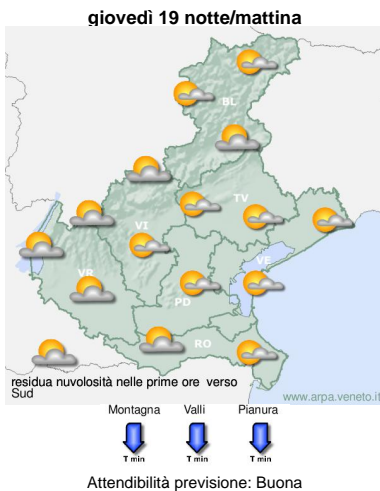 giovedì 19 notte/mattina
BL
TV
VI
VE
VR
PD
RO
residua nuvolosità nelle prime ore verso
Sud
www.arpa.veneto.it
Montagna Valli Pianura
T min T min T min
Attendibilità previsione: Buona